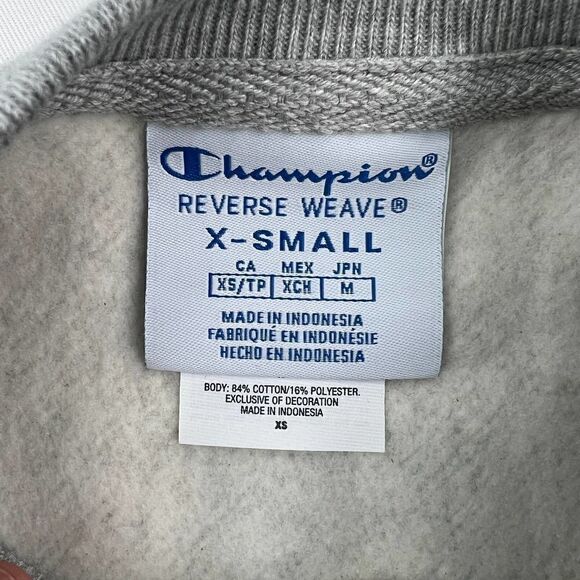 Champion®
REVERSE WEAVE®
X-SMALL
CA MEX JPN
XS/TP XCH M
MADE IN INDONESIA
FABRIQUÉ EN INDONÉSIE
HECHO EN INDONESIA
BODY: 84% COTTON/16% POLYESTER.
EXCLUSIVE OF DECORATION
MADE IN INDONESIA
XS